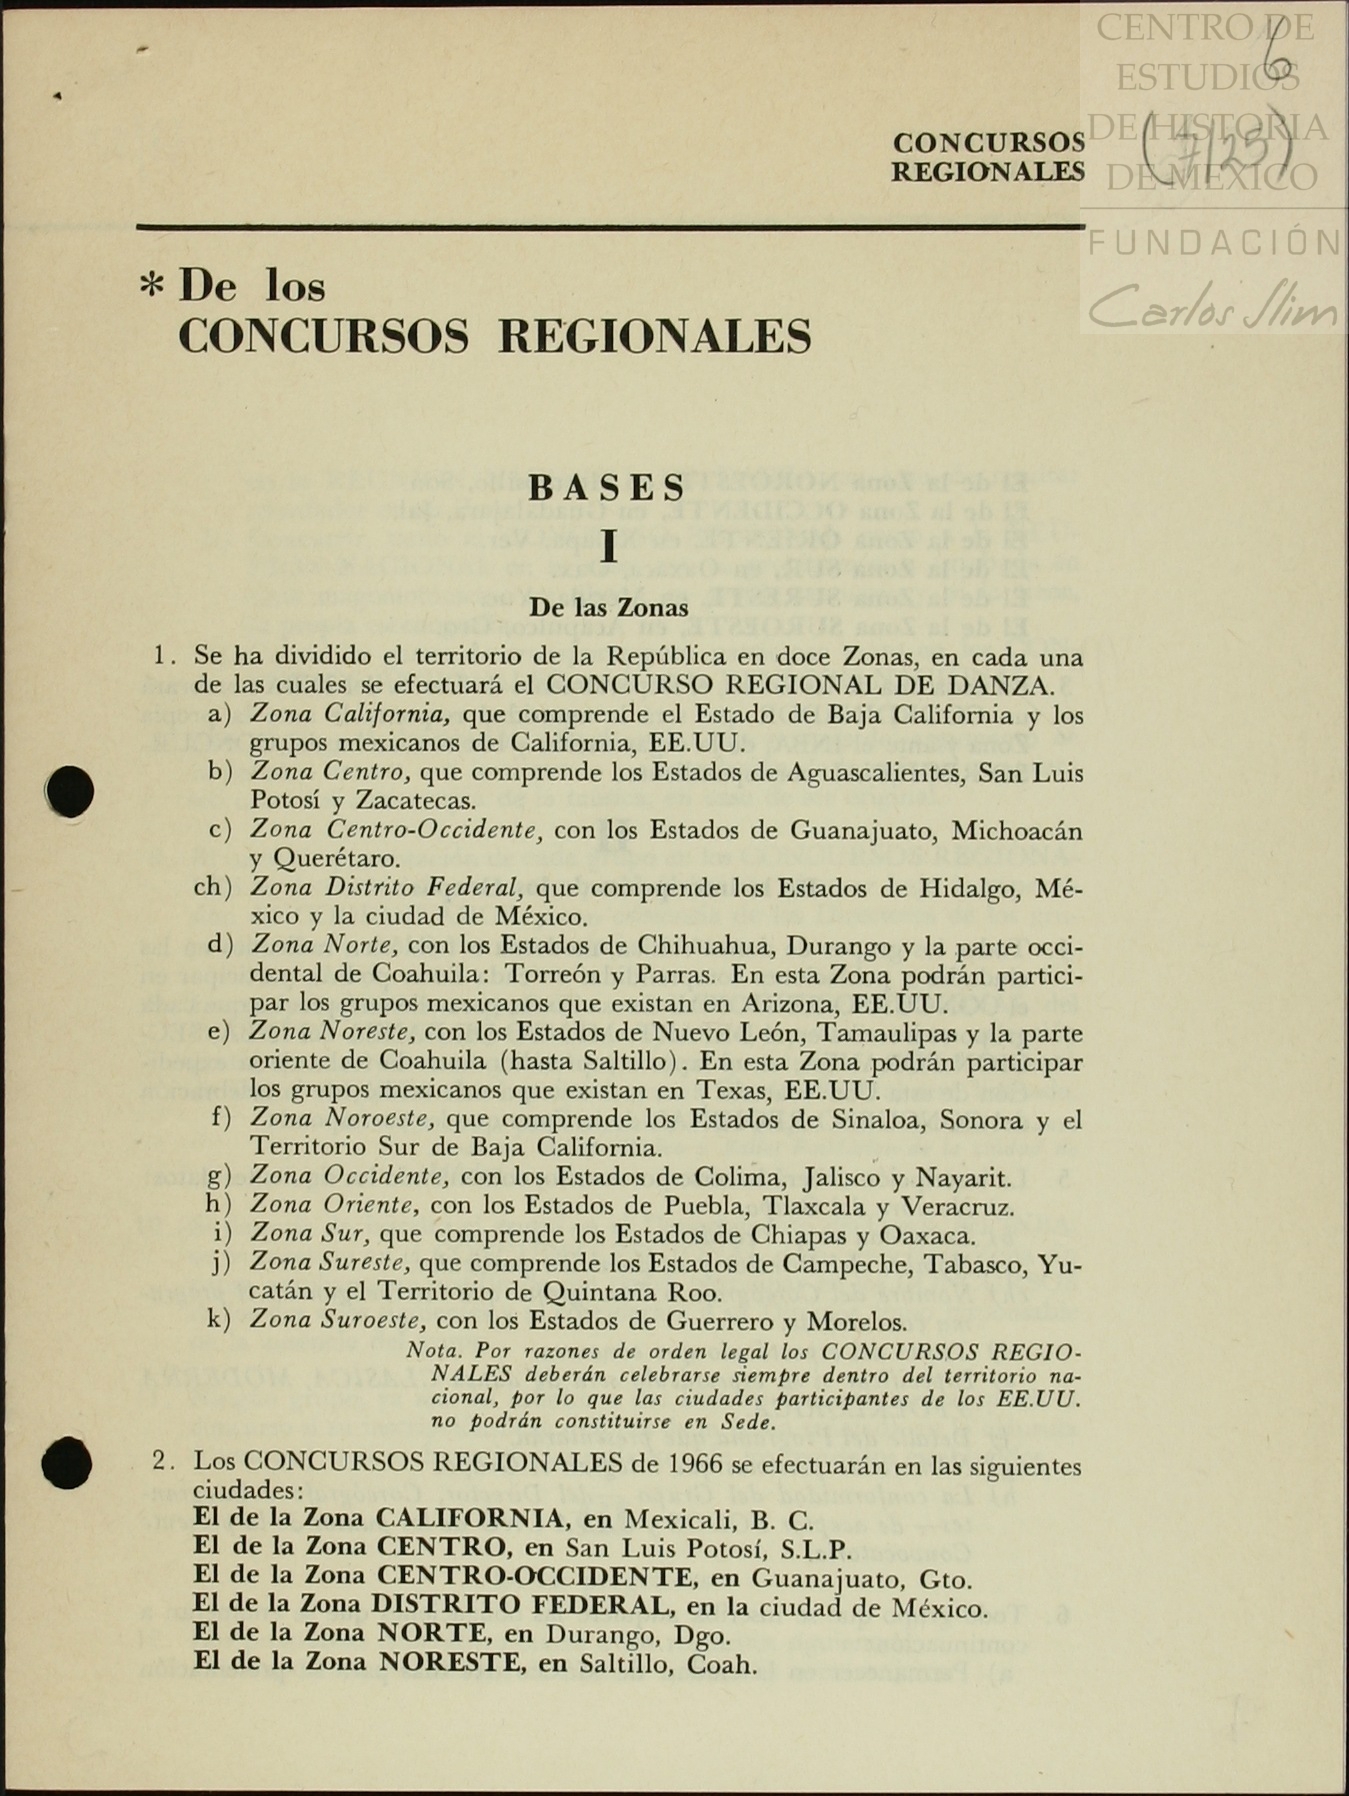 CENTRO DE
ESTUDIOS
DE HISTORIA
DE MÉXICO
FUNDACIÓN
Carlos Slim
6
(7/25)
CONCURSOS
REGIONALES
* De los
CONCURSOS REGIONALES
BASES
I
De las Zonas
1. Se ha dividido el territorio de la República en doce Zonas, en cada una
de las cuales se efectuará el CONCURSO REGIONAL DE DANZA.
a) Zona California, que comprende el Estado de Baja California y los
grupos mexicanos de California, EE.UU.
b) Zona Centro, que comprende los Estados de Aguascalientes, San Luis
Potosí y Zacatecas.
c) Zona Centro-Occidente, con los Estados de Guanajuato, Michoacán
y Querétaro.
ch) Zona Distrito Federal, que comprende los Estados de Hidalgo, Mé-
xico y la ciudad de México.
d) Zona Norte, con los Estados de Chihuahua, Durango y la parte occi-
dental de Coahuila: Torreón y Parras. En esta Zona podrán partici-
par los grupos mexicanos que existan en Arizona, EE.UU.
e) Zona Noreste, con los Estados de Nuevo León, Tamaulipas y la parte
oriente de Coahuila (hasta Saltillo). En esta Zona podrán participar
los grupos mexicanos que existan en Texas, EE.UU.
f) Zona Noroeste, que comprende los Estados de Sinaloa, Sonora y el
Territorio Sur de Baja California.
g) Zona Occidente, con los Estados de Colima, Jalisco y Nayarit.
h) Zona Oriente, con los Estados de Puebla, Tlaxcala y Veracruz.
i) Zona Sur, que comprende los Estados de Chiapas y Oaxaca.
j) Zona Sureste, que comprende los Estados de Campeche, Tabasco, Yu-
catán y el Territorio de Quintana Roo.
k) Zona Suroeste, con los Estados de Guerrero y Morelos.
Nota. Por razones de orden legal los CONCURSOS REGIO-
NALES deberán celebrarse siempre dentro del territorio na-
cional, por lo que las ciudades participantes de los EE.UU.
no podrán constituirse en Sede.
2. Los CONCURSOS REGIONALES de 1966 se efectuarán en las siguientes
ciudades:
El de la Zona CALIFORNIA, en Mexicali, B. C.
El de la Zona CENTRO, en San Luis Potosí, S.L.P.
El de la Zona CENTRO-OCCIDENTE, en Guanajuato, Gto.
El de la Zona DISTRITO FEDERAL, en la ciudad de México.
El de la Zona NORTE, en Durango, Dgo.
El de la Zona NORESTE, en Saltillo, Coah.